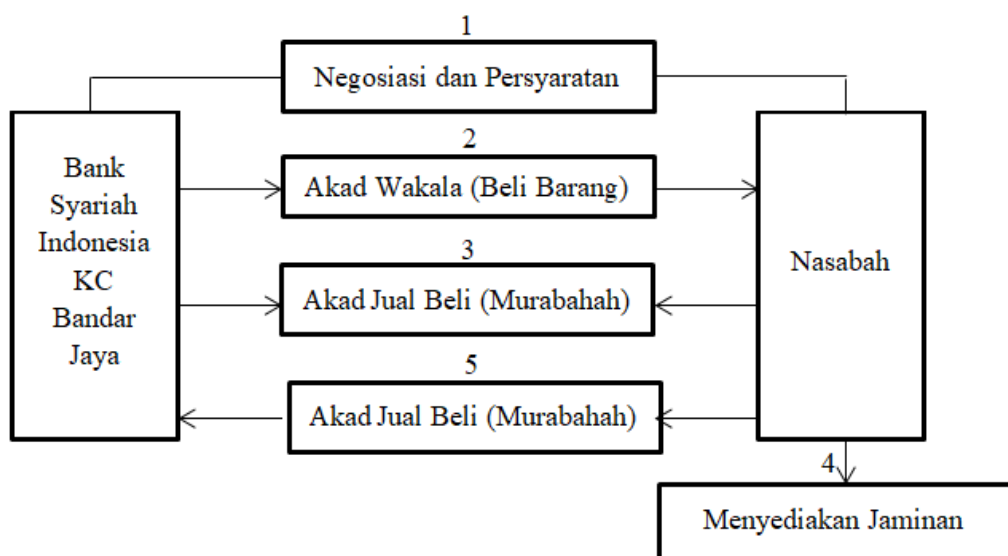 1
Negosiasi dan Persyaratan
Bank
Syariah
Indonesia
KC
Bandar
Jaya
2
Akad Wakala (Beli Barang)
3
Akad Jual Beli (Murabahah)
5
Akad Jual Beli (Murabahah)
Nasabah
4
Menyediakan Jaminan